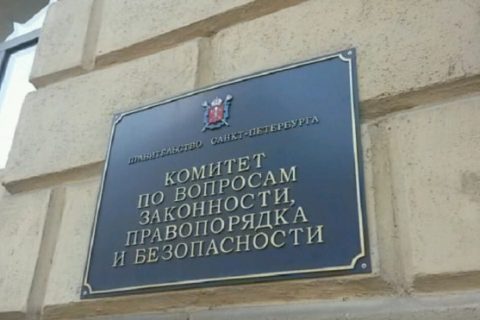 ПРАВИТЕЛЬСТВО САНКТ-ПЕТЕРБУРГА
КОМИТЕТ
ПО ВОПРОСАМ
ЗАКОННОСТИ,
ПРАВОПОРЯДКА
И БЕЗОПАСНОСТИ